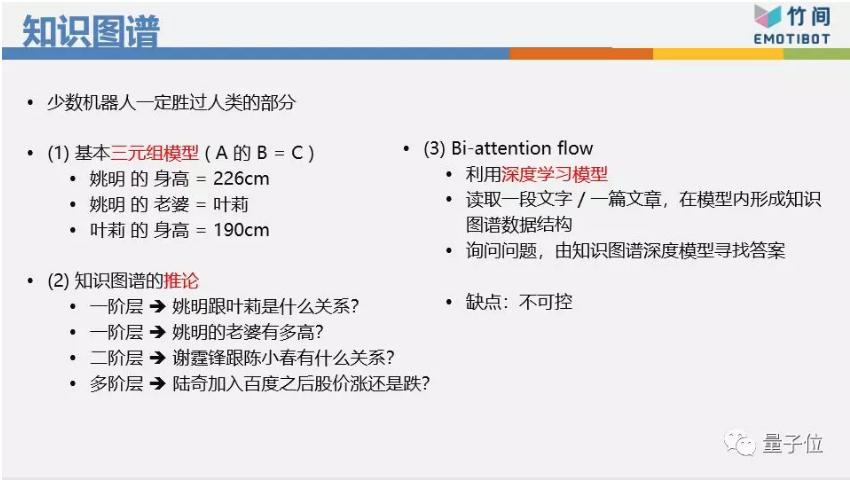 知识图谱
竹间
EMOTIBOT
• 少数机器人一定胜过人类的部分
• (1) 基本三元组模型 ( A 的 B = C )
• 姚明 的 身高 = 226cm
• 姚明 的 老婆 = 叶莉
• 叶莉 的 身高 = 190cm
• (2) 知识图谱的推论
• 一阶层 ➔ 姚明跟叶莉是什么关系?
• 一阶层 ➔ 姚明的老婆有多高?
• 二阶层 ➔ 谢霆锋跟陈小春有什么关系?
• 多阶层 ➔ 陆奇加入百度之后股价涨还是跌?
• (3) Bi-attention flow
• 利用深度学习模型
• 读取一段文字 / 一篇文章，在模型内形成知识
图谱数据结构
• 询问问题，由知识图谱深度模型寻找答案
• 缺点：不可控
量子位